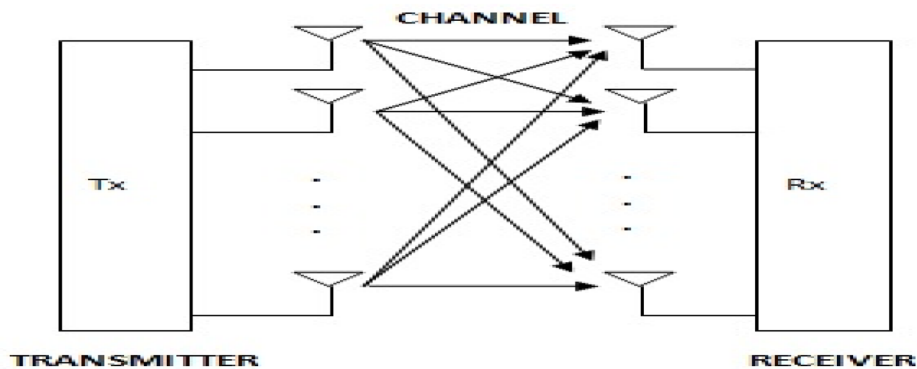 CHANNEL
Tx
Rx
TRANSMITTER
RECEIVER